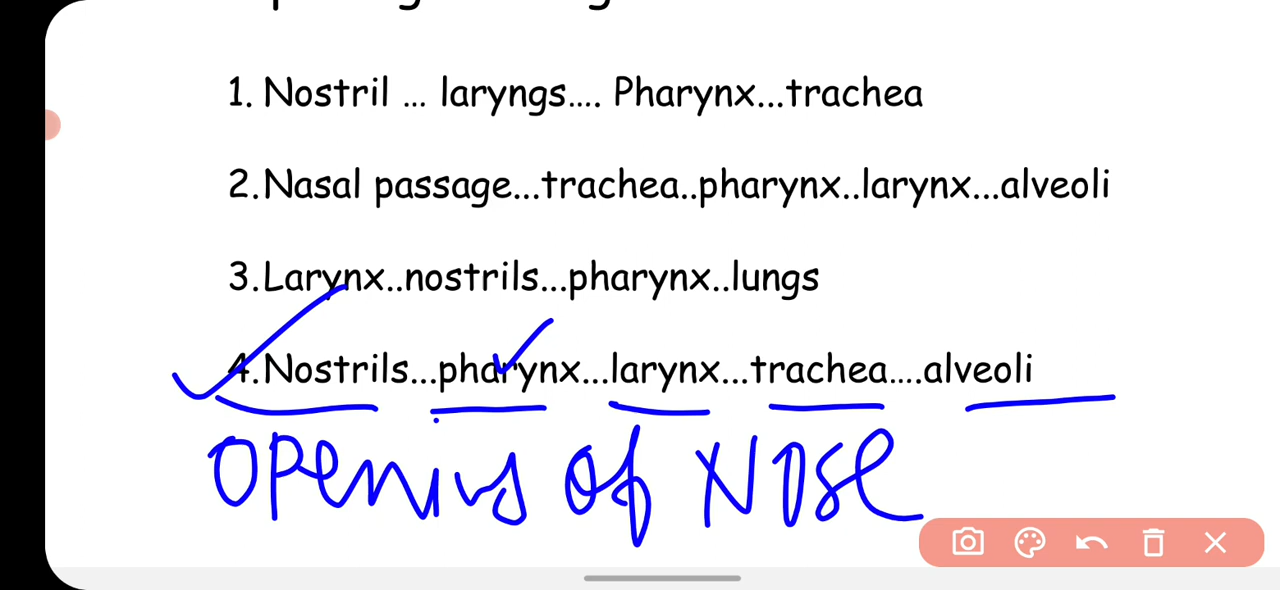 1. Nostril ... laryngs.... Pharynx...trachea
2.Nasal passage...trachea..pharynx..larynx...alveoli
3.Larynx..nostrils...pharynx..lungs
4.Nostrils...pharynx...larynx...trachea....alveoli
Opening of Nose